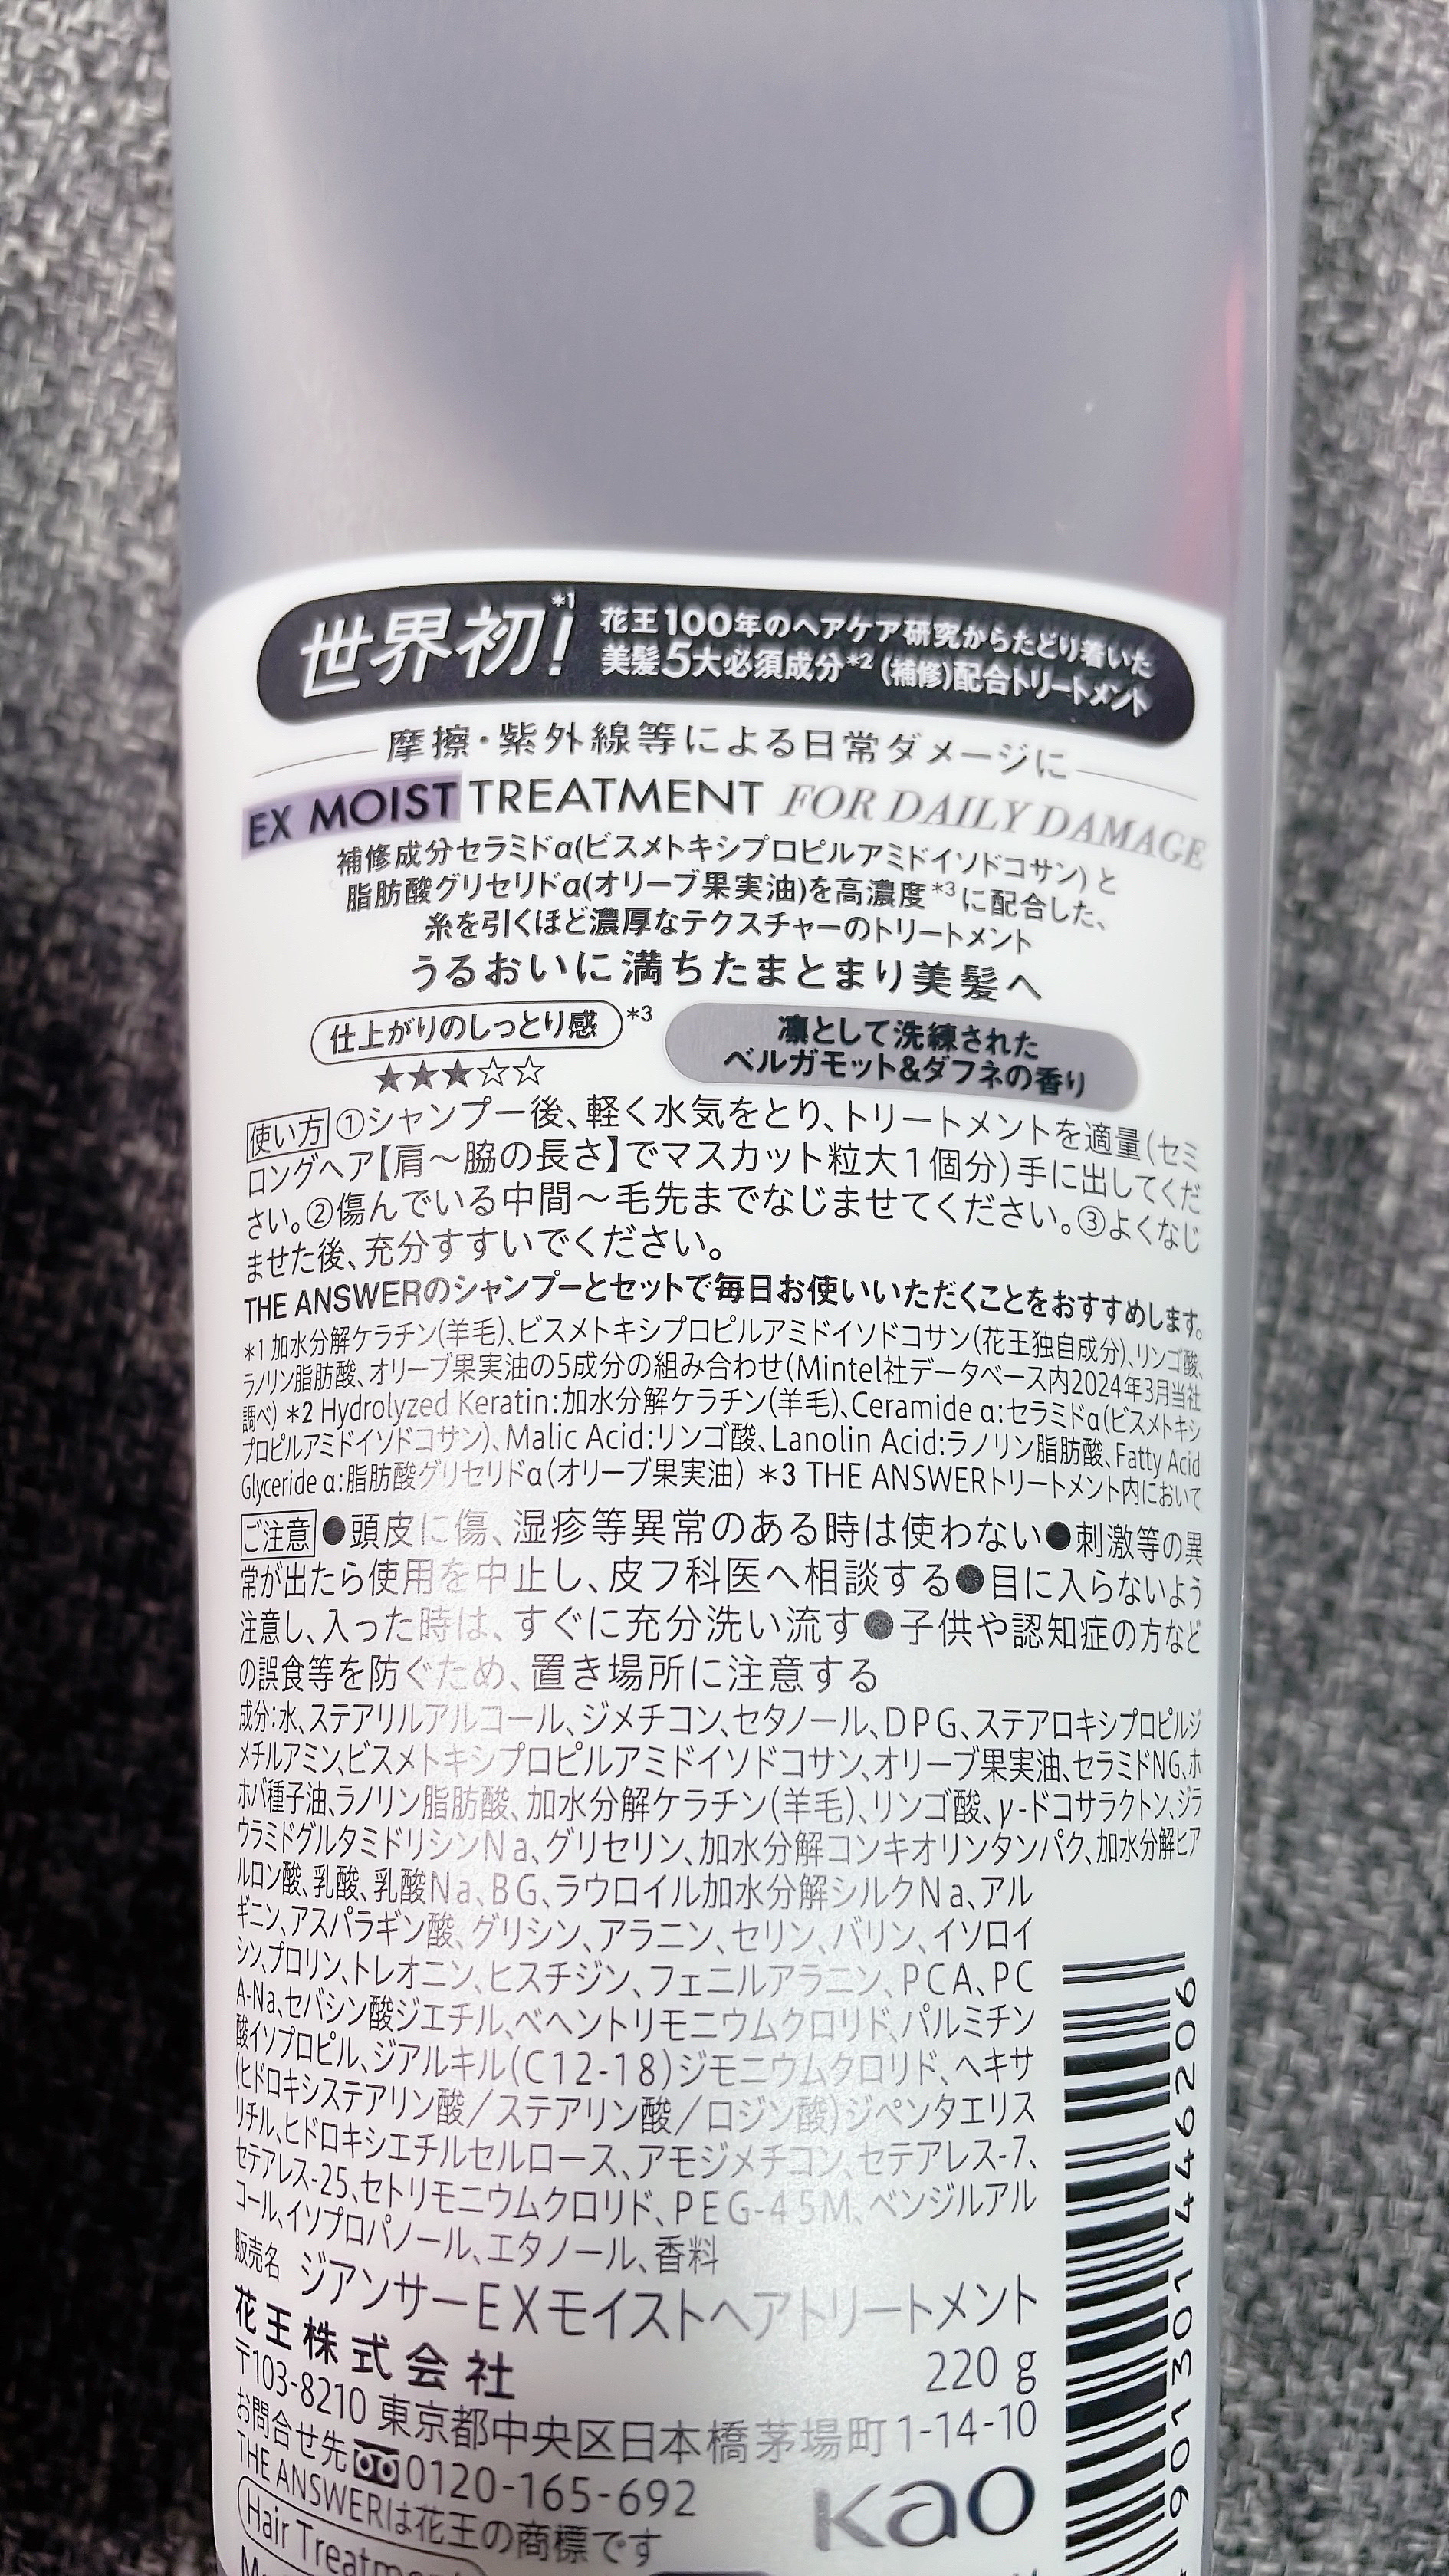 世界初!*1
花王100年のヘアケア研究からたどり着いた
美髪5大必須成分*2(補修)配合トリートメント
摩擦・紫外線等による日常ダメージに
EX MOIST TREATMENT FOR DAILY DAMAGE
補修成分セラミドα(ビスメトキシプロピルアミドイソドコサン)と
脂肪酸グリセリドα(オリーブ果実油)を高濃度*3に配合した、
糸を引くほど濃厚なテクスチャーのトリートメント
うるおいに満ちたまとまり美髪へ
仕上がりのしっとり感*3
★★★☆☆
凛として洗練された
ベルガモット&ダフネの香り
使い方 ①シャンプー後、軽く水気をとり、トリートメントを適量(セミ
ロングヘア【肩〜脇の長さ】でマスカット粒大1個分)手に出してくだ
さい。②傷んでいる中間〜毛先までなじませてください。③よくなじ
ませた後、充分すすいでください。
THE ANSWERのシャンプーとセットで毎日お使いいただくことをおすすめします。
*1 加水分解ケラチン(羊毛)、ビスメトキシプロピルアミドイソドコサン(花王独自成分)、リンゴ酸、
ラノリン脂肪酸、オリーブ果実油の5成分の組み合わせ(Mintel社データベース内2024年3月当社
調べ) *2 Hydrolyzed Keratin:加水分解ケラチン(羊毛)、Ceramide α:セラミドα(ビスメトキシ
プロピルアミドイソドコサン)、Malic Acid:リンゴ酸、Lanolin Acid:ラノリン脂肪酸、Fatty Acid
Glyceride α:脂肪酸グリセリドα(オリーブ果実油) *3 THE ANSWERトリートメント内において
ご注意 ●頭皮に傷、湿疹等異常のある時は使わない●刺激等の異
常が出たら使用を中止し、皮フ科医へ相談する●目に入らないよう
注意し、入った時は、すぐに充分洗い流す●子供や認知症の方など
の誤食等を防ぐため、置き場所に注意する
成分:水、ステアリルアルコール、ジメチコン、セタノール、DPG、ステアロキシプロピルジ
メチルアミン、ビスメトキシプロピルアミドイソドコサン、オリーブ果実油、セラミドNG、ホ
ホバ種子油、ラノリン脂肪酸、加水分解ケラチン(羊毛)、リンゴ酸、γ-ドコサラクトン、ジラ
ウラミドグルタミドリシンNa、グリセリン、加水分解コンキオリンタンパク、加水分解ヒア
ルロン酸、乳酸、乳酸Na、BG、ラウロイル加水分解シルクNa、アル
ギニン、アスパラギン酸、グリシン、アラニン、セリン、バリン、イソロイ
シン、プロリン、トレオニン、ヒスチジン、フェニルアラニン、PCA、PC
A-Na、セバシン酸ジエチル、ベヘントリモニウムクロリド、パルミチン
酸イソプロピル、ジアルキル(C12-18)ジモニウムクロリド、ヘキサ
(ヒドロキシステアリン酸/ステアリン酸/ロジン酸)ジペンタエリス
リチル、ヒドロキシエチルセルロース、アモジメチコン、セテアレス-7、
セテアレス-25、セトリモニウムクロリド、PEG-45M、ベンジルアル
コール、イソプロパノール、エタノール、香料
販売名 ジアンサーEXモイストヘアトリートメント
220 g
花王株式会社
〒103-8210 東京都中央区日本橋茅場町1-14-10
お問合せ先 0120-165-692
THE ANSWERは花王の商標です
Kao
Hair Treatment
901301 446206